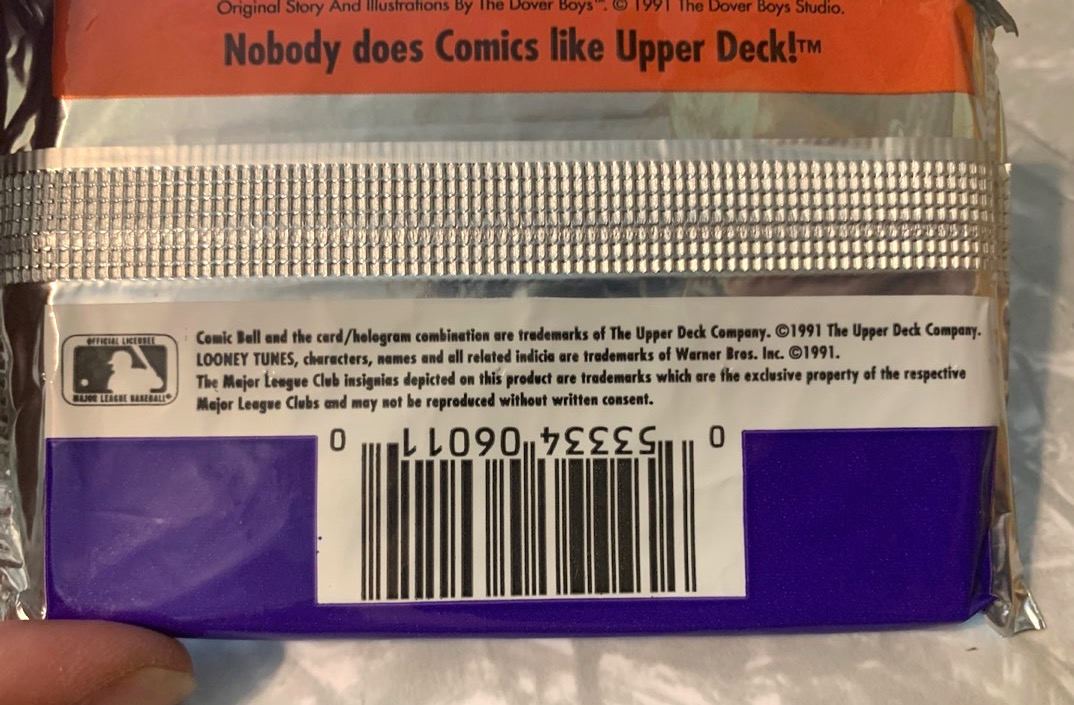 Original Story And Illustrations By The Dover Boys™. © 1991 The Dover Boys Studio.
Nobody does Comics like Upper Deck!™
OFFICIAL LICENSEE
MAJOR LEAGUE BASEBALL®
Comic Ball and the card/hologram combination are trademarks of The Upper Deck Company. ©1991 The Upper Deck Company.
LOONEY TUNES, characters, names and all related indicia are trademarks of Warner Bros. Inc. ©1991.
The Major League Club insignias depicted on this product are trademarks which are the exclusive property of the respective
Major League Clubs and may not be reproduced without written consent.
0 53334 06011 0